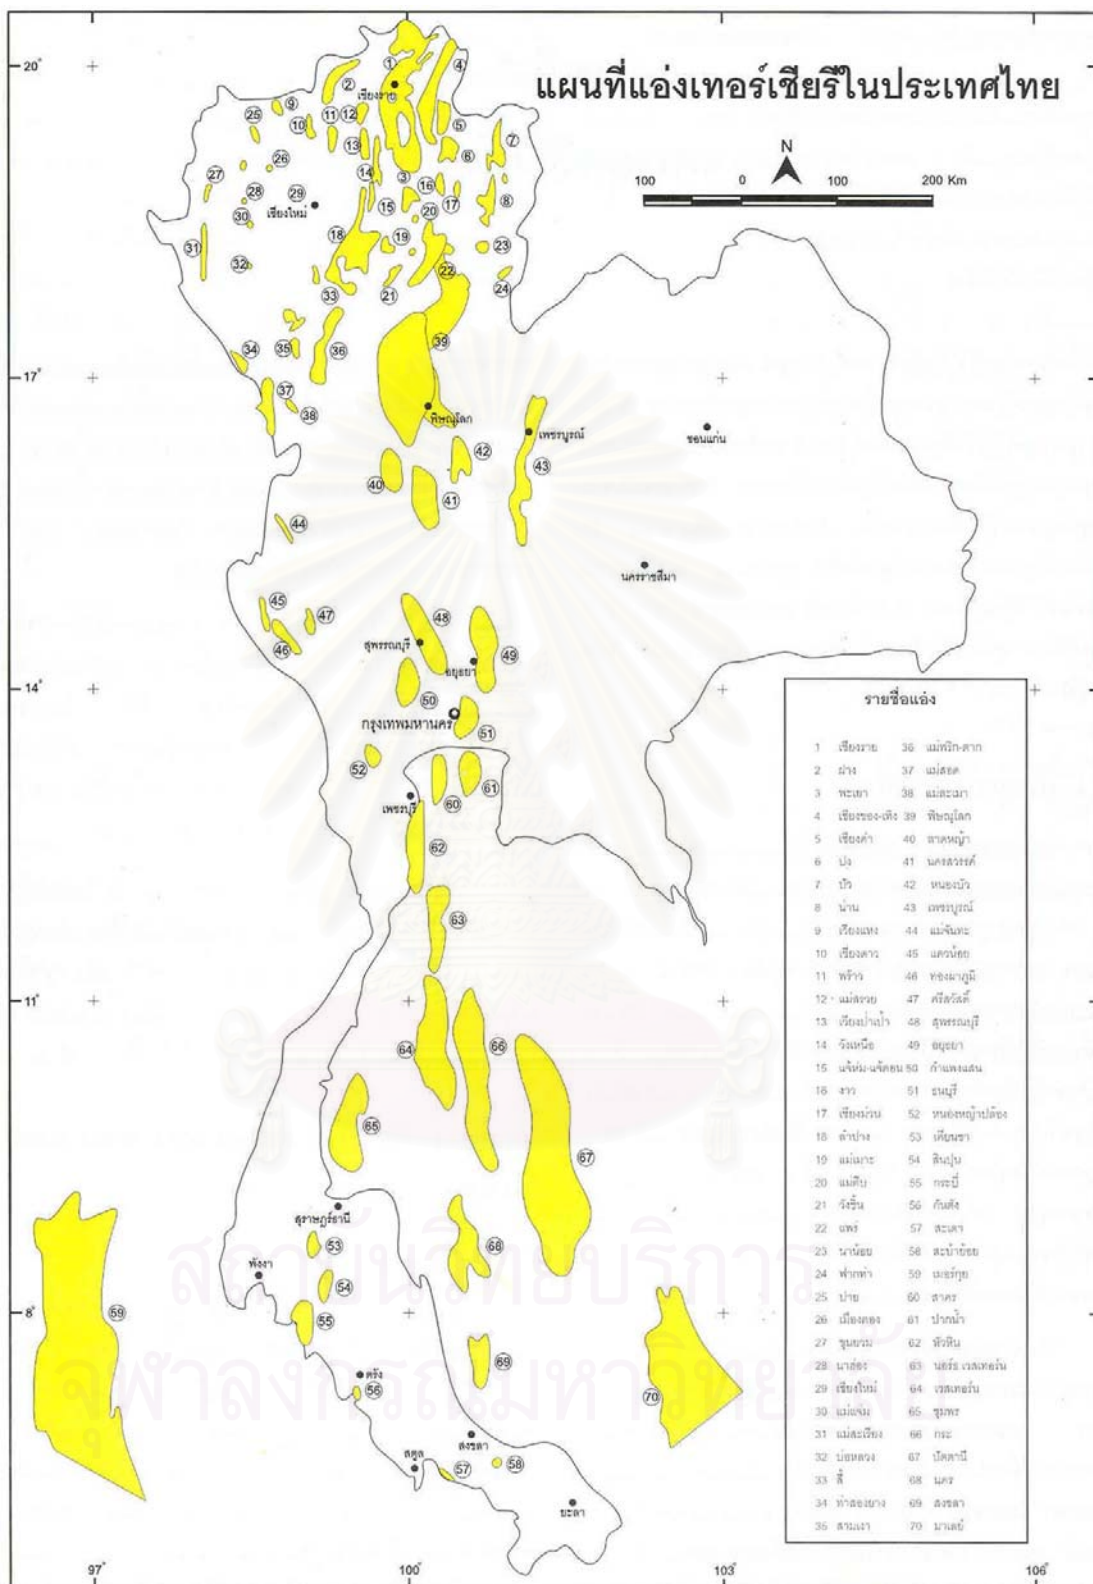 แผนที่แอ่งเทอร์เชียรีในประเทศไทย
N
100 0 100 200 Km
20°
17°
14°
11°
8°
97° 100° 103° 106°
เชียงราย
เชียงใหม่
พิษณุโลก
เพชรบูรณ์
ขอนแก่น
นครราชสีมา
สุพรรณบุรี
อยุธยา
กรุงเทพมหานคร
เพชรบุรี
สุราษฎร์ธานี
พังงา
ตรัง
สงขลา
สตูล
ยะลา
สถาบันวิทยบริการ
จุฬาลงกรณ์มหาวิทยาลัย
รายชื่อแอ่ง
1 เชียงราย 36 แม่พริก-ตาก
2 ฝาง 37 แม่สอด
3 พะเยา 38 แม่ละเมา
4 เชียงของ-เทิง 39 พิษณุโลก
5 เชียงคำ 40 ลาดหญ้า
6 ปง 41 นครสวรรค์
7 ปัว 42 หนองบัว
8 น่าน 43 เพชรบูรณ์
9 เวียงแหง 44 แม่จันทะ
10 เชียงดาว 45 แควน้อย
11 พร้าว 46 ทองผาภูมิ
12 แม่สรวย 47 ศรีสวัสดิ์
13 เวียงป่าเป้า 48 สุพรรณบุรี
14 วังเหนือ 49 อยุธยา
15 แจ้ห่ม-แจ้คอน 50 กำแพงแสน
16 งาว 51 ธนบุรี
17 เชียงม่วน 52 หนองหญ้าปล้อง
18 ลำปาง 53 เคียนซา
19 แม่เมาะ 54 สินปุน
20 แม่ตีบ 55 กระบี่
21 วังชิ้น 56 กันตัง
22 แพร่ 57 สะเดา
23 นาน้อย 58 สะบ้าย้อย
24 ฟากท่า 59 เมอร์กุย
25 ปาย 60 สาคร
26 เมืองคอง 61 ปากน้ำ
27 ขุนยวม 62 หัวหิน
28 นาฮ่อง 63 นอร์ธ เวสเทอร์น
29 เชียงใหม่ 64 เวสเทอร์น
30 แม่แจ่ม 65 ชุมพร
31 แม่สะเรียง 66 กระ
32 บ่อหลวง 67 ปัตตานี
33 ลี้ 68 นคร
34 ท่าสองยาง 69 สงขลา
35 สามเงา 70 มาเลย์